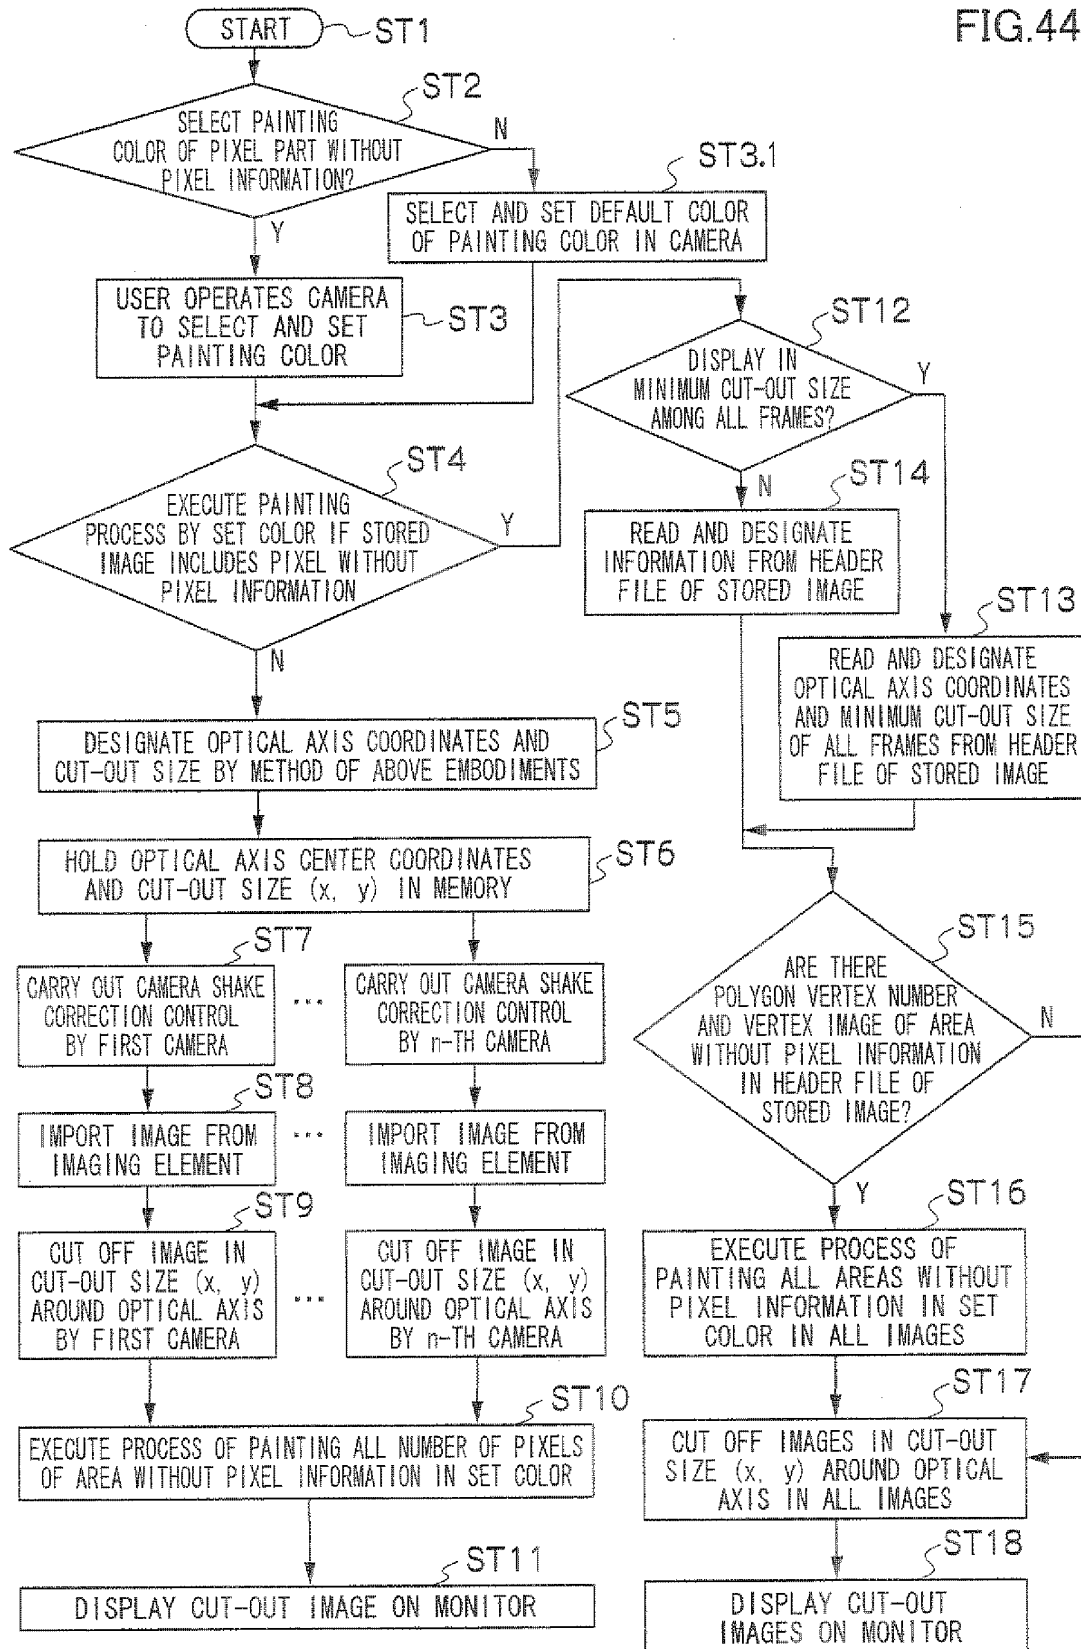 FIG.44
START
ST1
ST2
SELECT PAINTING
COLOR OF PIXEL PART WITHOUT
PIXEL INFORMATION?
N
Y
ST3.1
SELECT AND SET DEFAULT COLOR
OF PAINTING COLOR IN CAMERA
USER OPERATES CAMERA
TO SELECT AND SET
PAINTING COLOR
ST3
ST4
EXECUTE PAINTING
PROCESS BY SET COLOR IF STORED
IMAGE INCLUDES PIXEL WITHOUT
PIXEL INFORMATION
Y
N
ST5
DESIGNATE OPTICAL AXIS COORDINATES AND
CUT-OUT SIZE BY METHOD OF ABOVE EMBODIMENTS
HOLD OPTICAL AXIS CENTER COORDINATES
AND CUT-OUT SIZE (x, y) IN MEMORY
ST6
ST7
CARRY OUT CAMERA SHAKE
CORRECTION CONTROL
BY FIRST CAMERA
...
CARRY OUT CAMERA SHAKE
CORRECTION CONTROL
BY n-TH CAMERA
ST8
IMPORT IMAGE FROM
IMAGING ELEMENT
...
IMPORT IMAGE FROM
IMAGING ELEMENT
ST9
CUT OFF IMAGE IN
CUT-OUT SIZE (x, y)
AROUND OPTICAL AXIS
BY FIRST CAMERA
...
CUT OFF IMAGE IN
CUT-OUT SIZE (x, y)
AROUND OPTICAL AXIS
BY n-TH CAMERA
ST10
EXECUTE PROCESS OF PAINTING ALL NUMBER OF PIXELS
OF AREA WITHOUT PIXEL INFORMATION IN SET COLOR
ST11
DISPLAY CUT-OUT IMAGE ON MONITOR
ST12
DISPLAY IN
MINIMUM CUT-OUT SIZE
AMONG ALL FRAMES?
Y
N
ST14
READ AND DESIGNATE
INFORMATION FROM HEADER
FILE OF STORED IMAGE
ST13
READ AND DESIGNATE
OPTICAL AXIS COORDINATES
AND MINIMUM CUT-OUT SIZE
OF ALL FRAMES FROM HEADER
FILE OF STORED IMAGE
ST15
ARE THERE
POLYGON VERTEX NUMBER
AND VERTEX IMAGE OF AREA
WITHOUT PIXEL INFORMATION
IN HEADER FILE OF
STORED IMAGE?
N
Y
ST16
EXECUTE PROCESS OF
PAINTING ALL AREAS WITHOUT
PIXEL INFORMATION IN SET
COLOR IN ALL IMAGES
ST17
CUT OFF IMAGES IN CUT-OUT
SIZE (x, y) AROUND OPTICAL
AXIS IN ALL IMAGES
ST18
DISPLAY CUT-OUT
IMAGES ON MONITOR